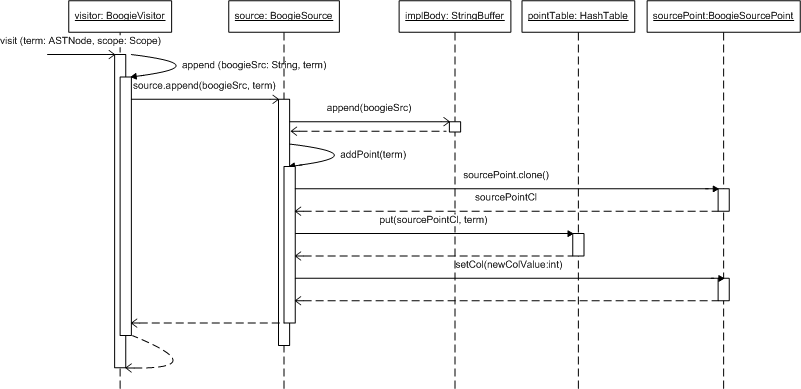 visitor: BoogieVisitor
source: BoogieSource
implBody: StringBuffer
pointTable: HashTable
sourcePoint:BoogieSourcePoint
visit (term: ASTNode, scope: Scope)
append (boogieSrc: String, term)
source.append(boogieSrc, term)
append(boogieSrc)
addPoint(term)
sourcePoint.clone()
sourcePointCl
put(sourcePointCl, term)
setCol(newColValue:int)